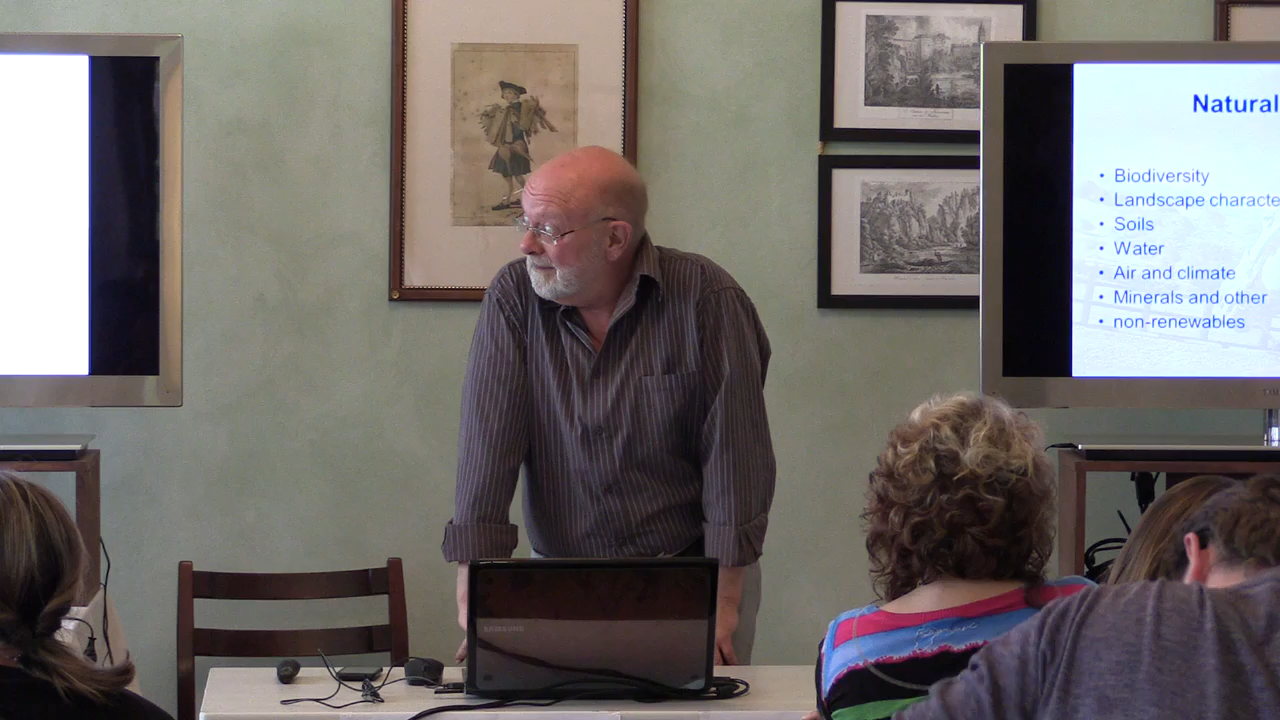 Natural
• Biodiversity
• Landscape characte
• Soils
• Water
• Air and climate
• Minerals and other
• non-renewables
SAMSUNG